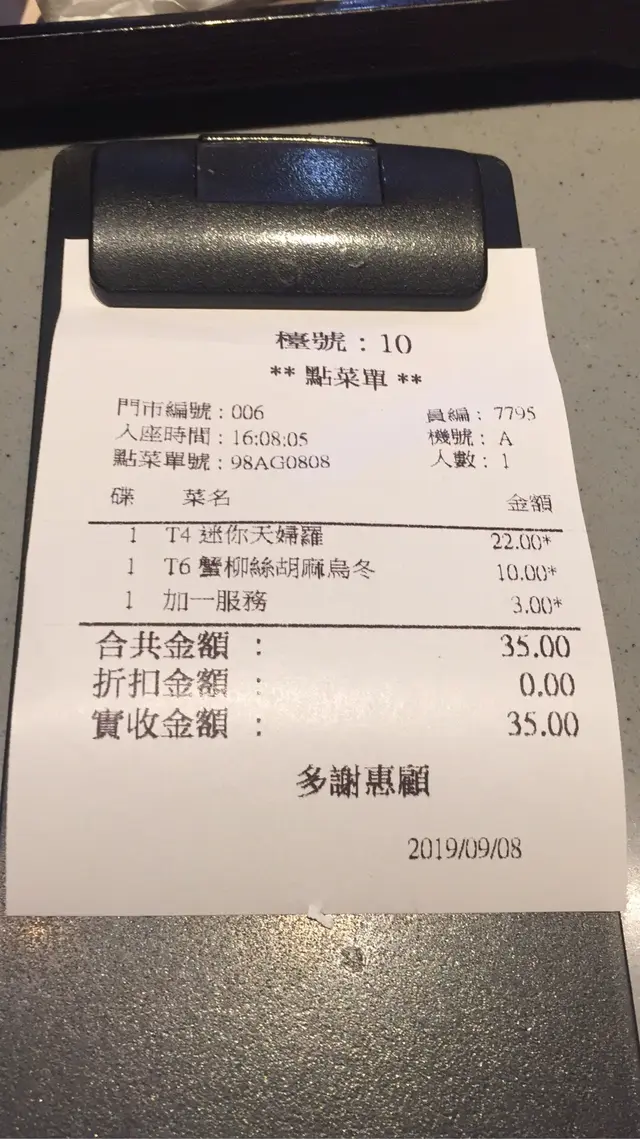 檯號：10
** 點菜單 **
門市編號：006 員編：7795
入座時間：16:08:05 機號：A
點菜單號：98AG0808 人數：1
碟 菜名 金額
1 T4 迷你天婦羅 22.00*
1 T6 蟹柳絲胡麻烏冬 10.00*
1 加一服務 3.00*
合共金額： 35.00
折扣金額： 0.00
實收金額： 35.00
多謝惠顧
2019/09/08